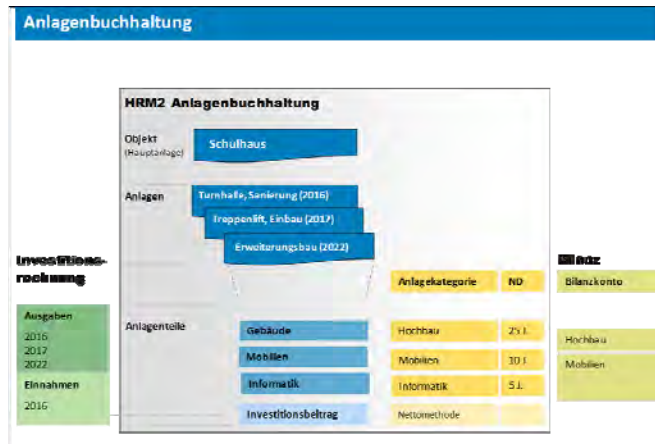 Anlagenbuchhaltung
HRM2 Anlagenbuchhaltung
Objekt
(Hauptanlage)
Schulhaus
Anlagen
Turnhalle, Sanierung (2016)
Treppenlift, Einbau (2017)
Erweiterungsbau (2022)
Investitions-
rechnung
Bilanz
Anlagekategorie ND
Bilanzkonto
Ausgaben
2016
2017
2022
Einnahmen
2016
Anlagenteile
Gebäude
Hochbau 25 J.
Hochbau
Mobilien
Mobilien 10 J.
Mobilien
Informatik
Informatik 5 J.
Investitionsbeitrag
Nettomethode